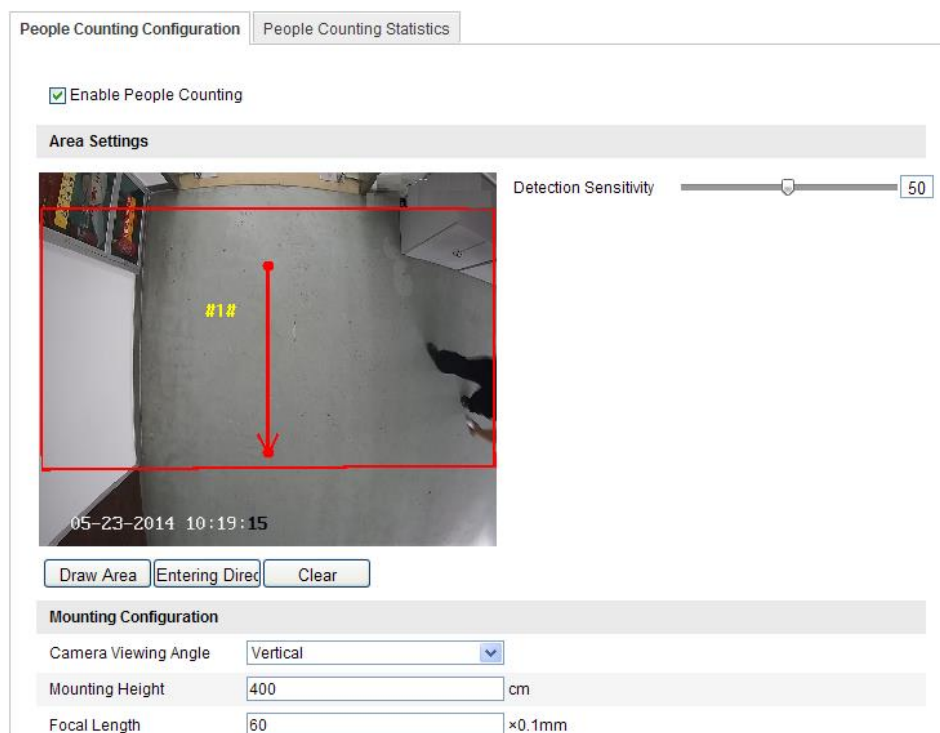 People Counting Configuration People Counting Statistics
Enable People Counting
Area Settings
Detection Sensitivity 50
#1#
05-23-2014 10:19:15
Draw Area Entering Direc Clear
Mounting Configuration
Camera Viewing Angle Vertical
Mounting Height 400 cm
Focal Length 60 ×0.1mm